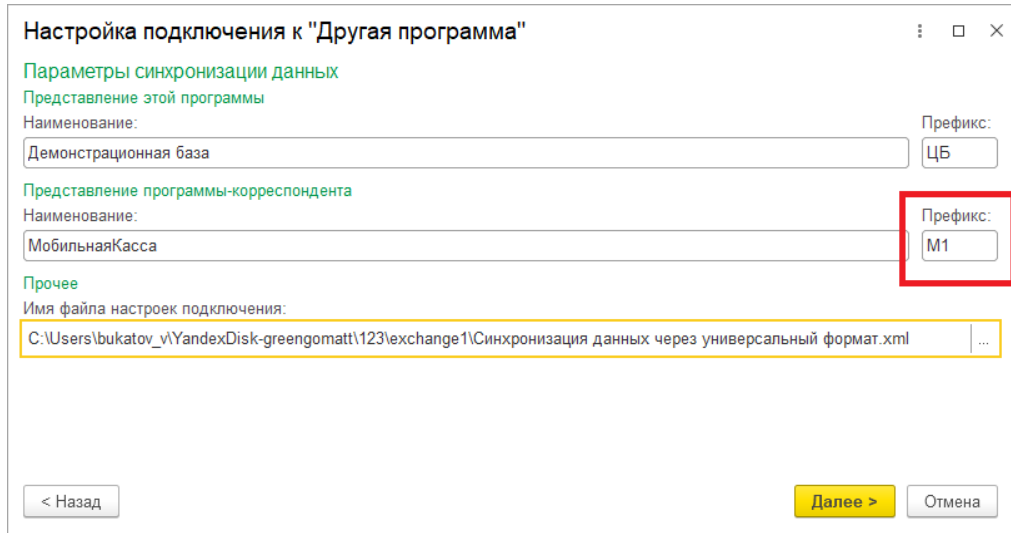 Настройка подключения к "Другая программа"
Параметры синхронизации данных
Представление этой программы
Наименование: Префикс:
Демонстрационная база ЦБ
Представление программы-корреспондента
Наименование: Префикс:
МобильнаяКасса М1
Прочее
Имя файла настроек подключения:
C:\Users\bukatov_v\YandexDisk-greengomatt\123\exchange1\Синхронизация данных через универсальный формат.xml ...
< Назад Далее > Отмена